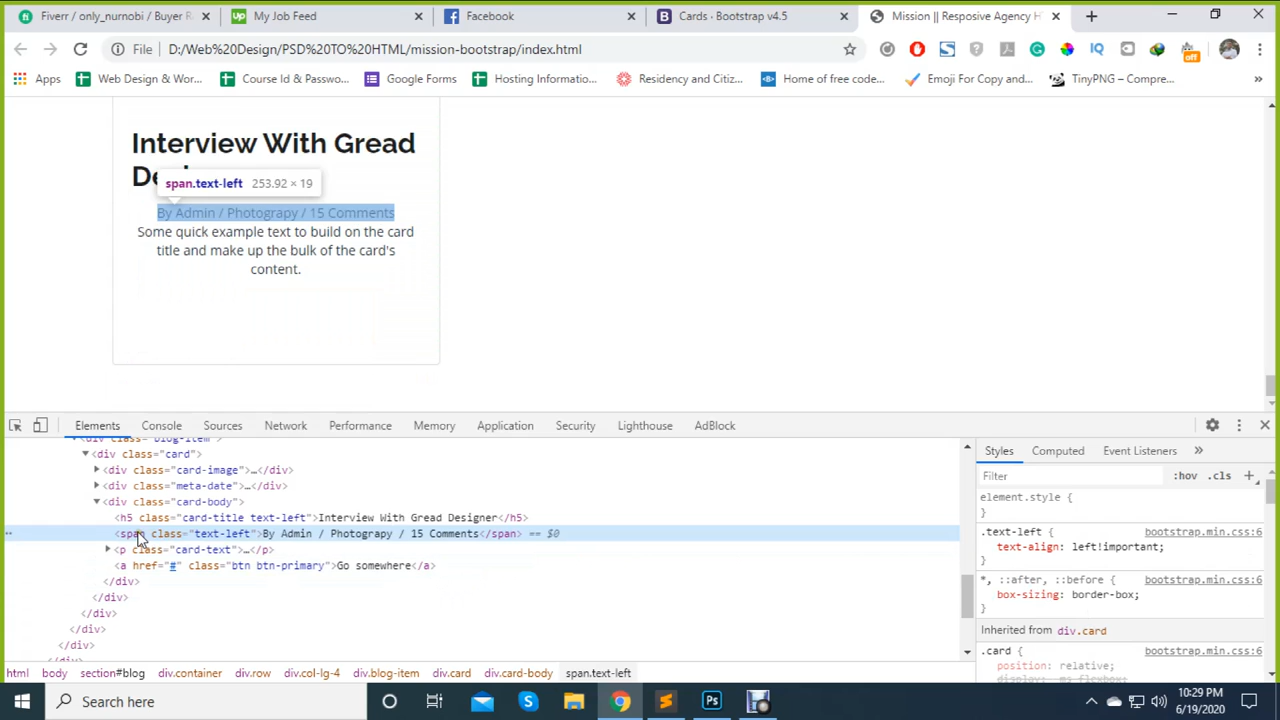 Fiverr / only_nurnobi / Buyer R
My Job Feed
Facebook
Cards · Bootstrap v4.5
Mission || Resposive Agency H
File
D:/Web%20Design/PSD%20TO%20HTML/mission-bootstrap/index.html
Apps
Web Design & Wor...
Course Id & Passwo...
Google Forms
Hosting Informatio...
Residency and Citiz...
Home of free code...
Emoji For Copy and...
TinyPNG – Compre...
Interview With Gread
span.text-left 253.92 × 19
By Admin / Photograpy / 15 Comments
Some quick example text to build on the card
title and make up the bulk of the card's
content.
Elements Console Sources Network Performance Memory Application Security Lighthouse AdBlock
<div class="blog-item">
<div class="card">
<div class="card-image">…</div>
<div class="meta-date">…</div>
<div class="card-body">
<h5 class="card-title text-left">Interview With Gread Designer</h5>
<span class="text-left">By Admin / Photograpy / 15 Comments</span> == $0
<p class="card-text">…</p>
<a href="#" class="btn btn-primary">Go somewhere</a>
</div>
</div>
</div>
</div>
</div>
Styles Computed Event Listeners
Filter :hov .cls +
element.style {
}
.text-left { bootstrap.min.css:6
text-align: left!important;
}
*, ::after, ::before { bootstrap.min.css:6
box-sizing: border-box;
}
Inherited from div.card
.card { bootstrap.min.css:6
position: relative;
display: -ms-flexbox;
html body section#blog div.container div.row div.col-lg-4 div.blog-item div.card div.card-body span.text-left
Search here
10:29 PM
6/19/2020